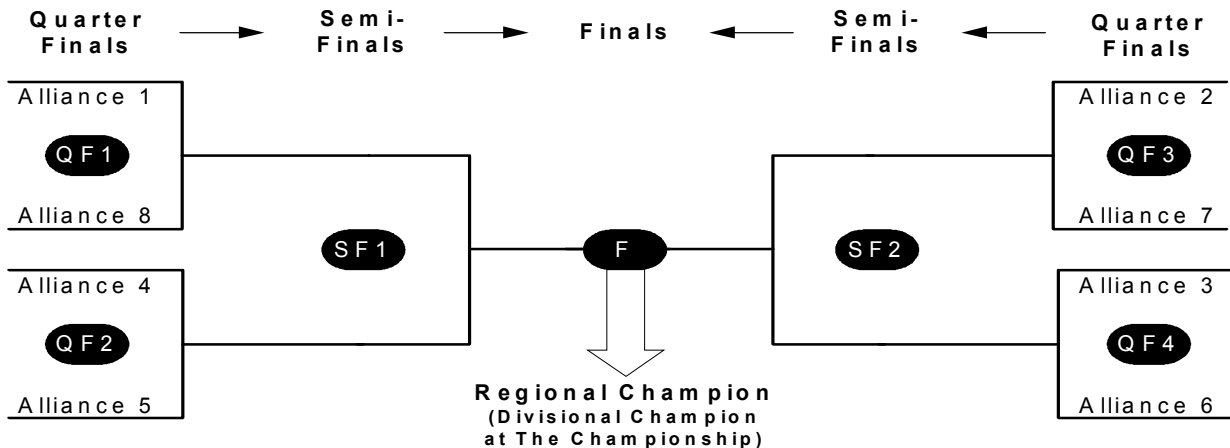 Quarter
Finals
Semi-
Finals
Finals
Semi-
Finals
Quarter
Finals
Alliance 1
QF1
Alliance 8
Alliance 4
QF2
Alliance 5
SF1
F
SF2
Alliance 2
QF3
Alliance 7
Alliance 3
QF4
Alliance 6
Regional Champion
(Divisional Champion
at The Championship)